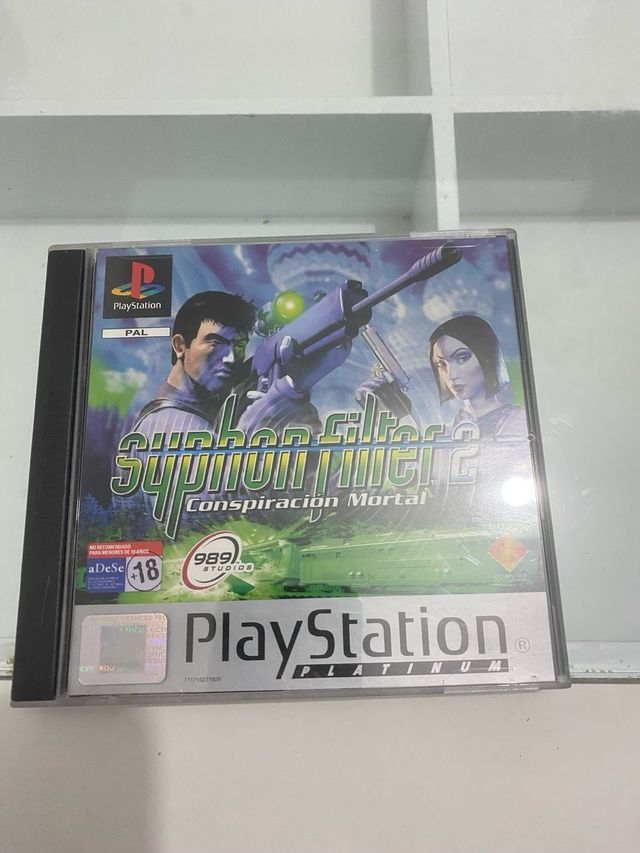 PlayStation
PAL
syphon filter 2
TM
Conspiración Mortal
NO RECOMENDADO
PARA MENORES DE 18 AÑOS
aDeSe
+18
989
STUDIOS
PlayStation®
PLATINUM